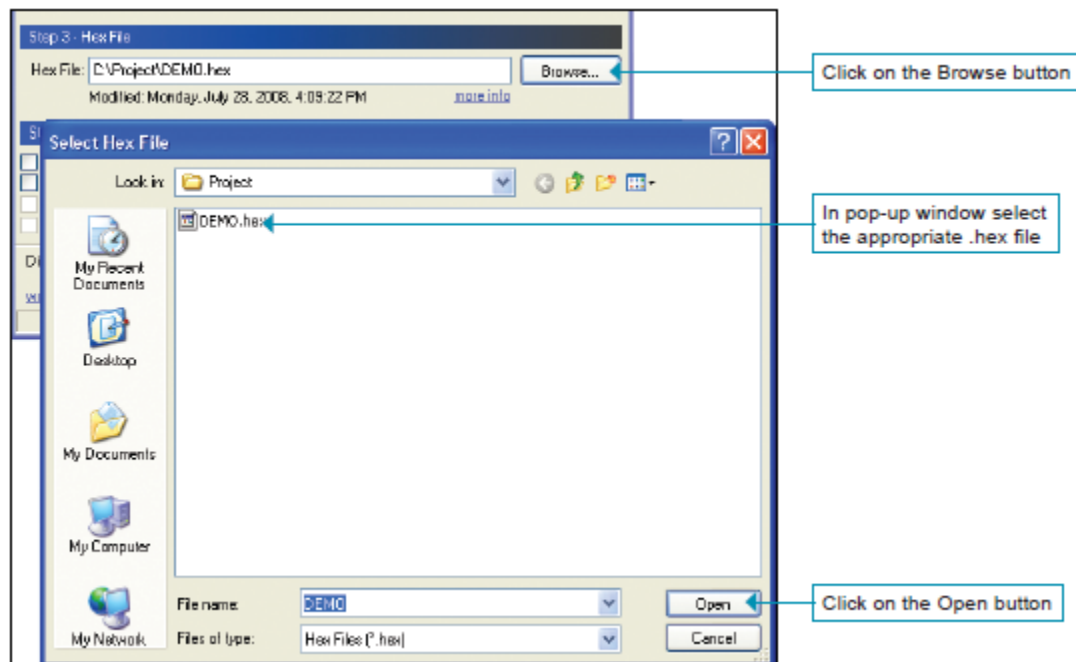 Step 3 - Hex File
Hex File: C:\Project\DEMO.hex Browse...
Click on the Browse button
Modified: Monday, July 28, 2008, 4:09:22 PM more info
Select Hex File
Look in: Project
DEMO.hex
In pop-up window select
the appropriate .hex file
My Recent
Documents
Desktop
My Documents
My Computer
My Network
File name: DEMO Open
Click on the Open button
Files of type: Hex Files (*.hex) Cancel